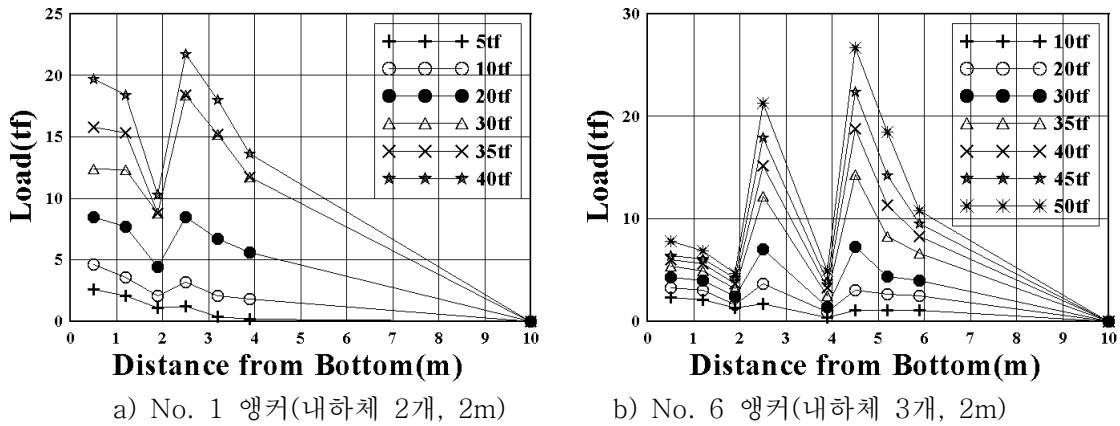 25
20
15
10
5
0
Load(tf)
5tf
10tf
20tf
30tf
35tf
40tf
0 1 2 3 4 5 6 7 8 9 10
Distance from Bottom(m)
a) No. 1 앵커(내하체 2개, 2m)
30
20
10
0
Load(tf)
10tf
20tf
30tf
35tf
40tf
45tf
50tf
0 1 2 3 4 5 6 7 8 9 10
Distance from Bottom(m)
b) No. 6 앵커(내하체 3개, 2m)